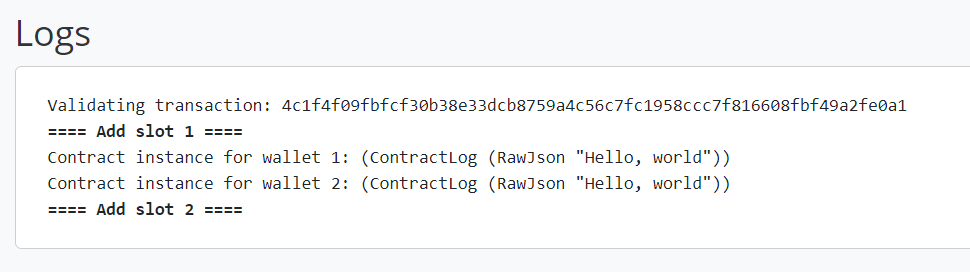 Logs
Validating transaction: 4c1f4f09fbfcf30b38e33dcb8759a4c56c7fc1958ccc7f816608fbf49a2fe0a1
==== Add slot 1 ====
Contract instance for wallet 1: (ContractLog (RawJson "Hello, world"))
Contract instance for wallet 2: (ContractLog (RawJson "Hello, world"))
==== Add slot 2 ====